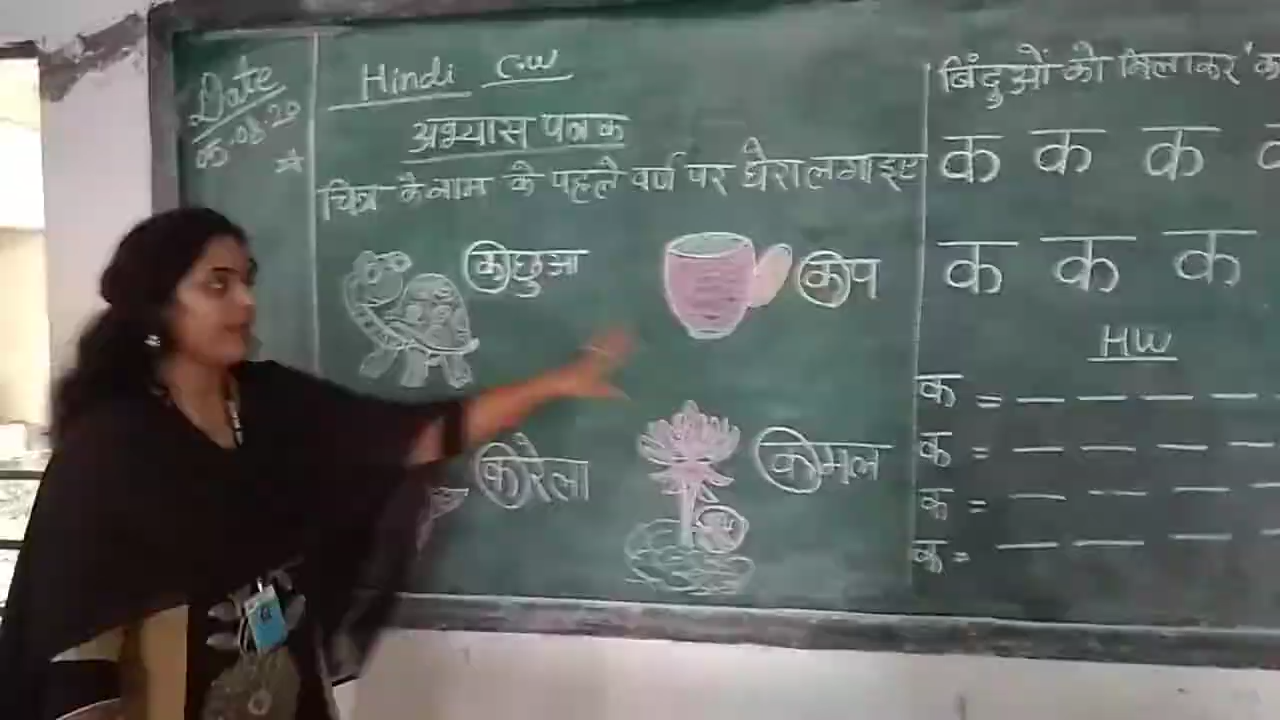 Date
05.08.20
Hindi C.W
अभ्यास पत्रक
चित्र के नाम के पहले वर्ण पर घेरा लगाइए
कछुआ
कप
करेला
कमल
बिंदुओं को मिलाकर 'क
क क क
क क क
HW
क = — — — —
क = — — — —
क = — — — —
क = — — — —